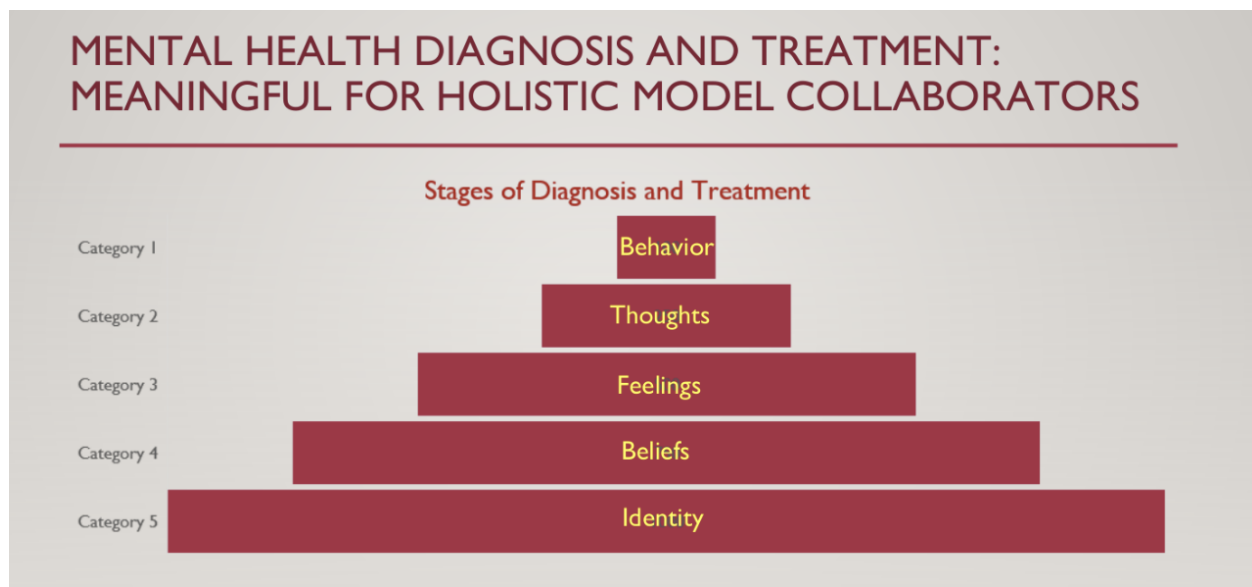 MENTAL HEALTH DIAGNOSIS AND TREATMENT:
MEANINGFUL FOR HOLISTIC MODEL COLLABORATORS
Stages of Diagnosis and Treatment
Category 1 Behavior
Category 2 Thoughts
Category 3 Feelings
Category 4 Beliefs
Category 5 Identity